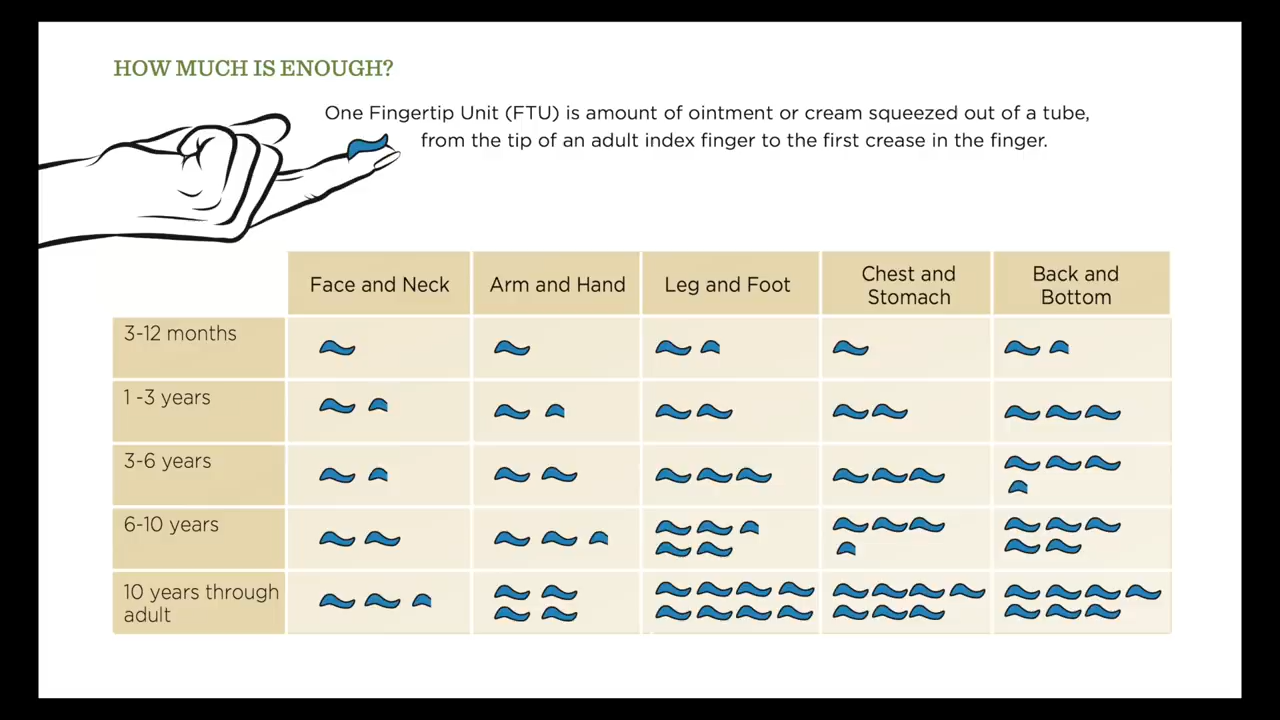 HOW MUCH IS ENOUGH?
One Fingertip Unit (FTU) is amount of ointment or cream squeezed out of a tube,
from the tip of an adult index finger to the first crease in the finger.
Face and Neck
Arm and Hand
Leg and Foot
Chest and
Stomach
Back and
Bottom
3-12 months
1 -3 years
3-6 years
6-10 years
10 years through
adult